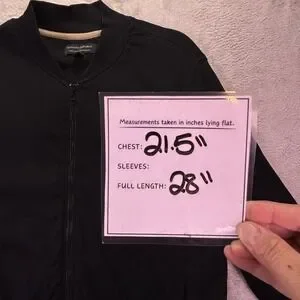 Measurements taken in inches lying flat.
CHEST: 21.5"
SLEEVES:
FULL LENGTH: 28"